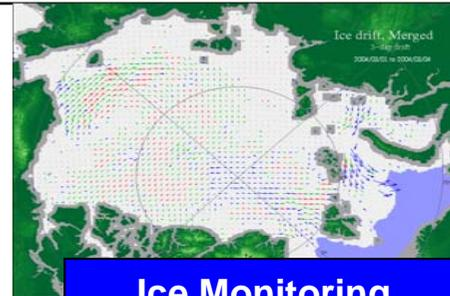 Ice drift, Merged
3-day drift
2004/03/01 to 2004/03/04
Ice Monitoring